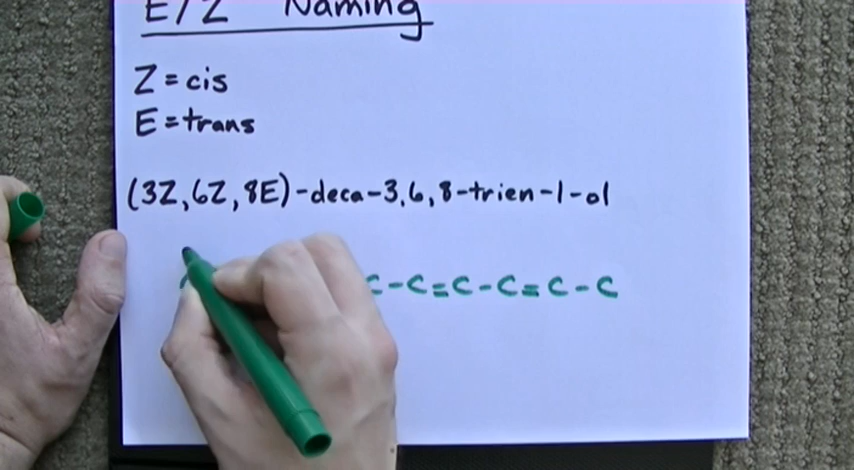 E/Z Naming
Z = cis
E = trans
(3Z,6Z,8E)-deca-3,6,8-trien-1-ol
C-C=C-C=C-C